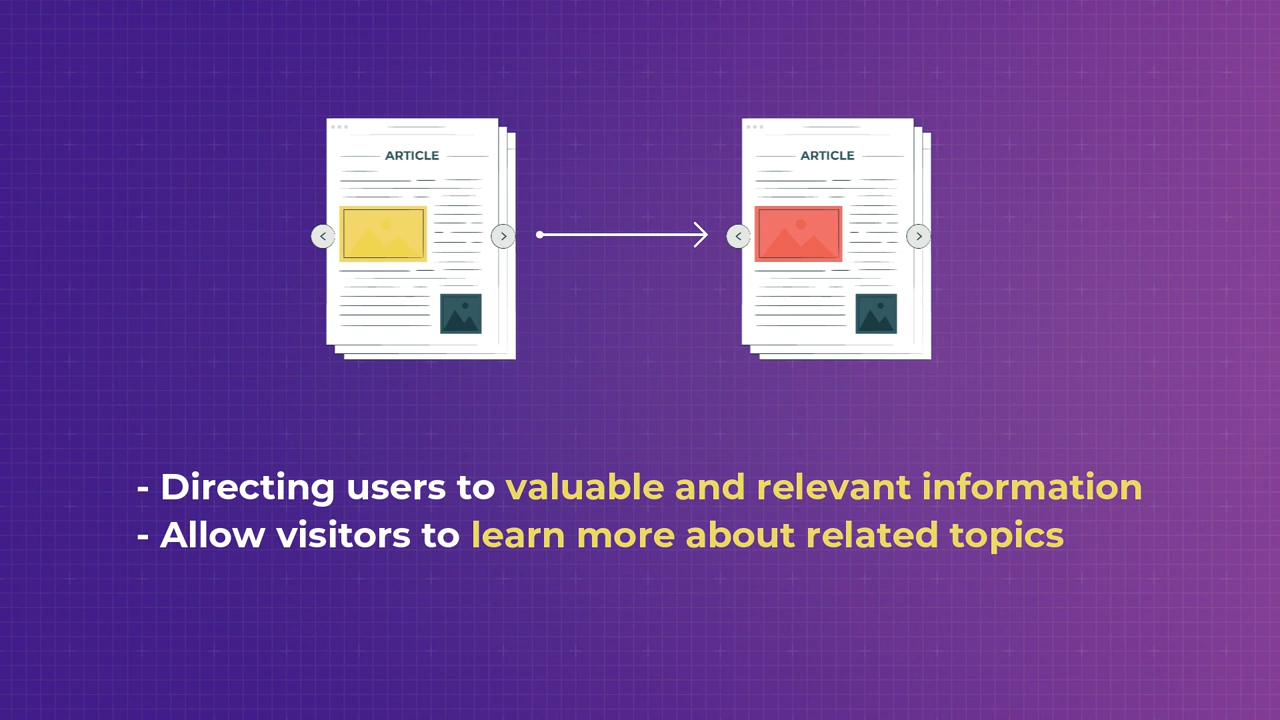 ARTICLE
ARTICLE
- Directing users to valuable and relevant information
- Allow visitors to learn more about related topics